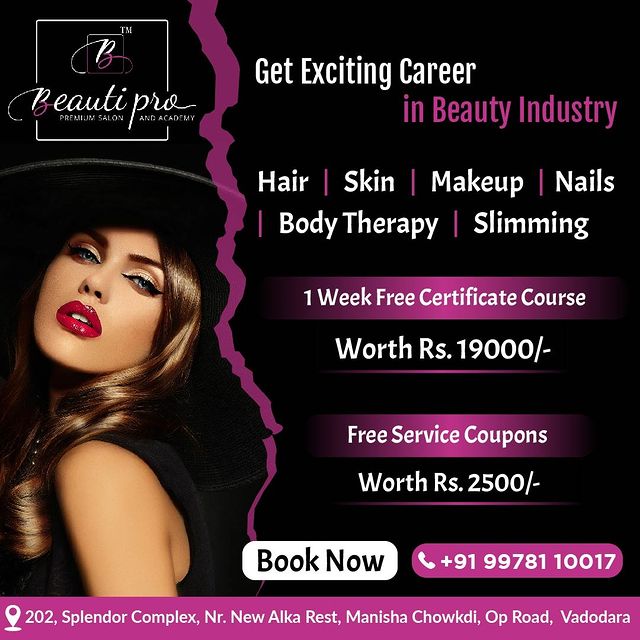 TM
B
Beauti pro
PREMIUM SALON AND ACADEMY
Get Exciting Career
in Beauty Industry
Hair | Skin | Makeup | Nails
| Body Therapy | Slimming
1 Week Free Certificate Course
Worth Rs. 19000/-
Free Service Coupons
Worth Rs. 2500/-
Book Now
+91 99781 10017
202, Splendor Complex, Nr. New Alka Rest, Manisha Chowkdi, Op Road, Vadodara